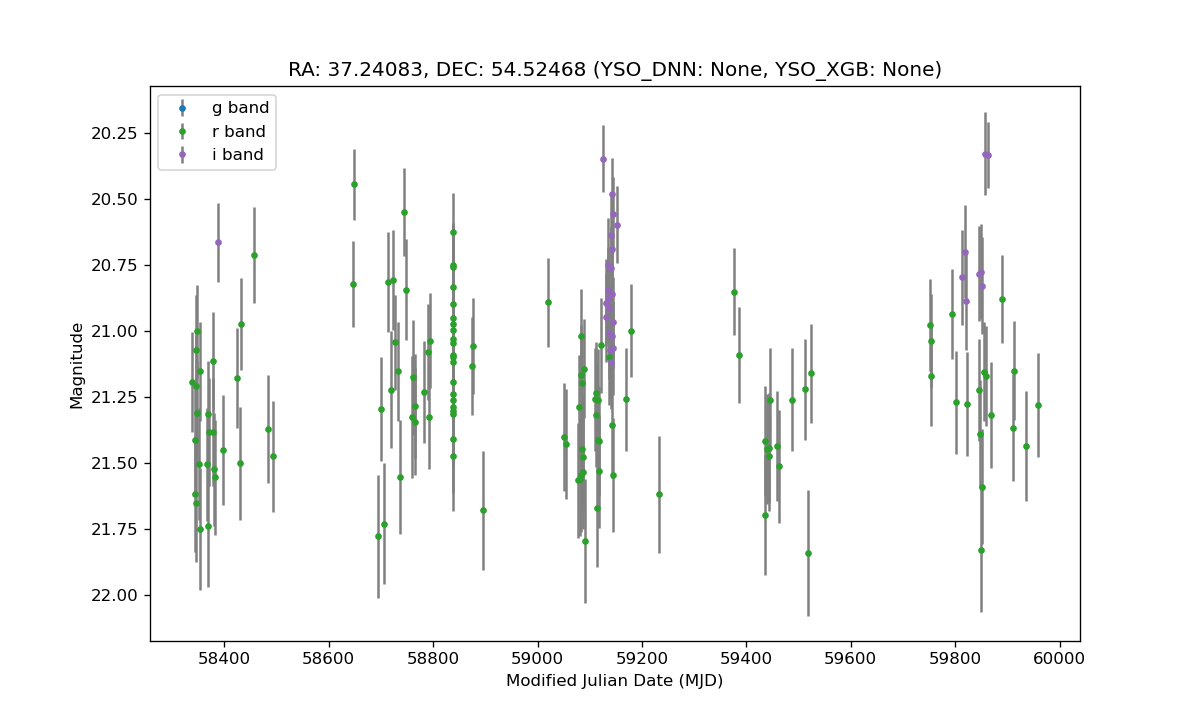 RA: 37.24083, DEC: 54.52468 (YSO_DNN: None, YSO_XGB: None)
g band
r band
i band
20.25
20.50
20.75
21.00
21.25
21.50
21.75
22.00
Magnitude
58400 58600 58800 59000 59200 59400 59600 59800 60000
Modified Julian Date (MJD)